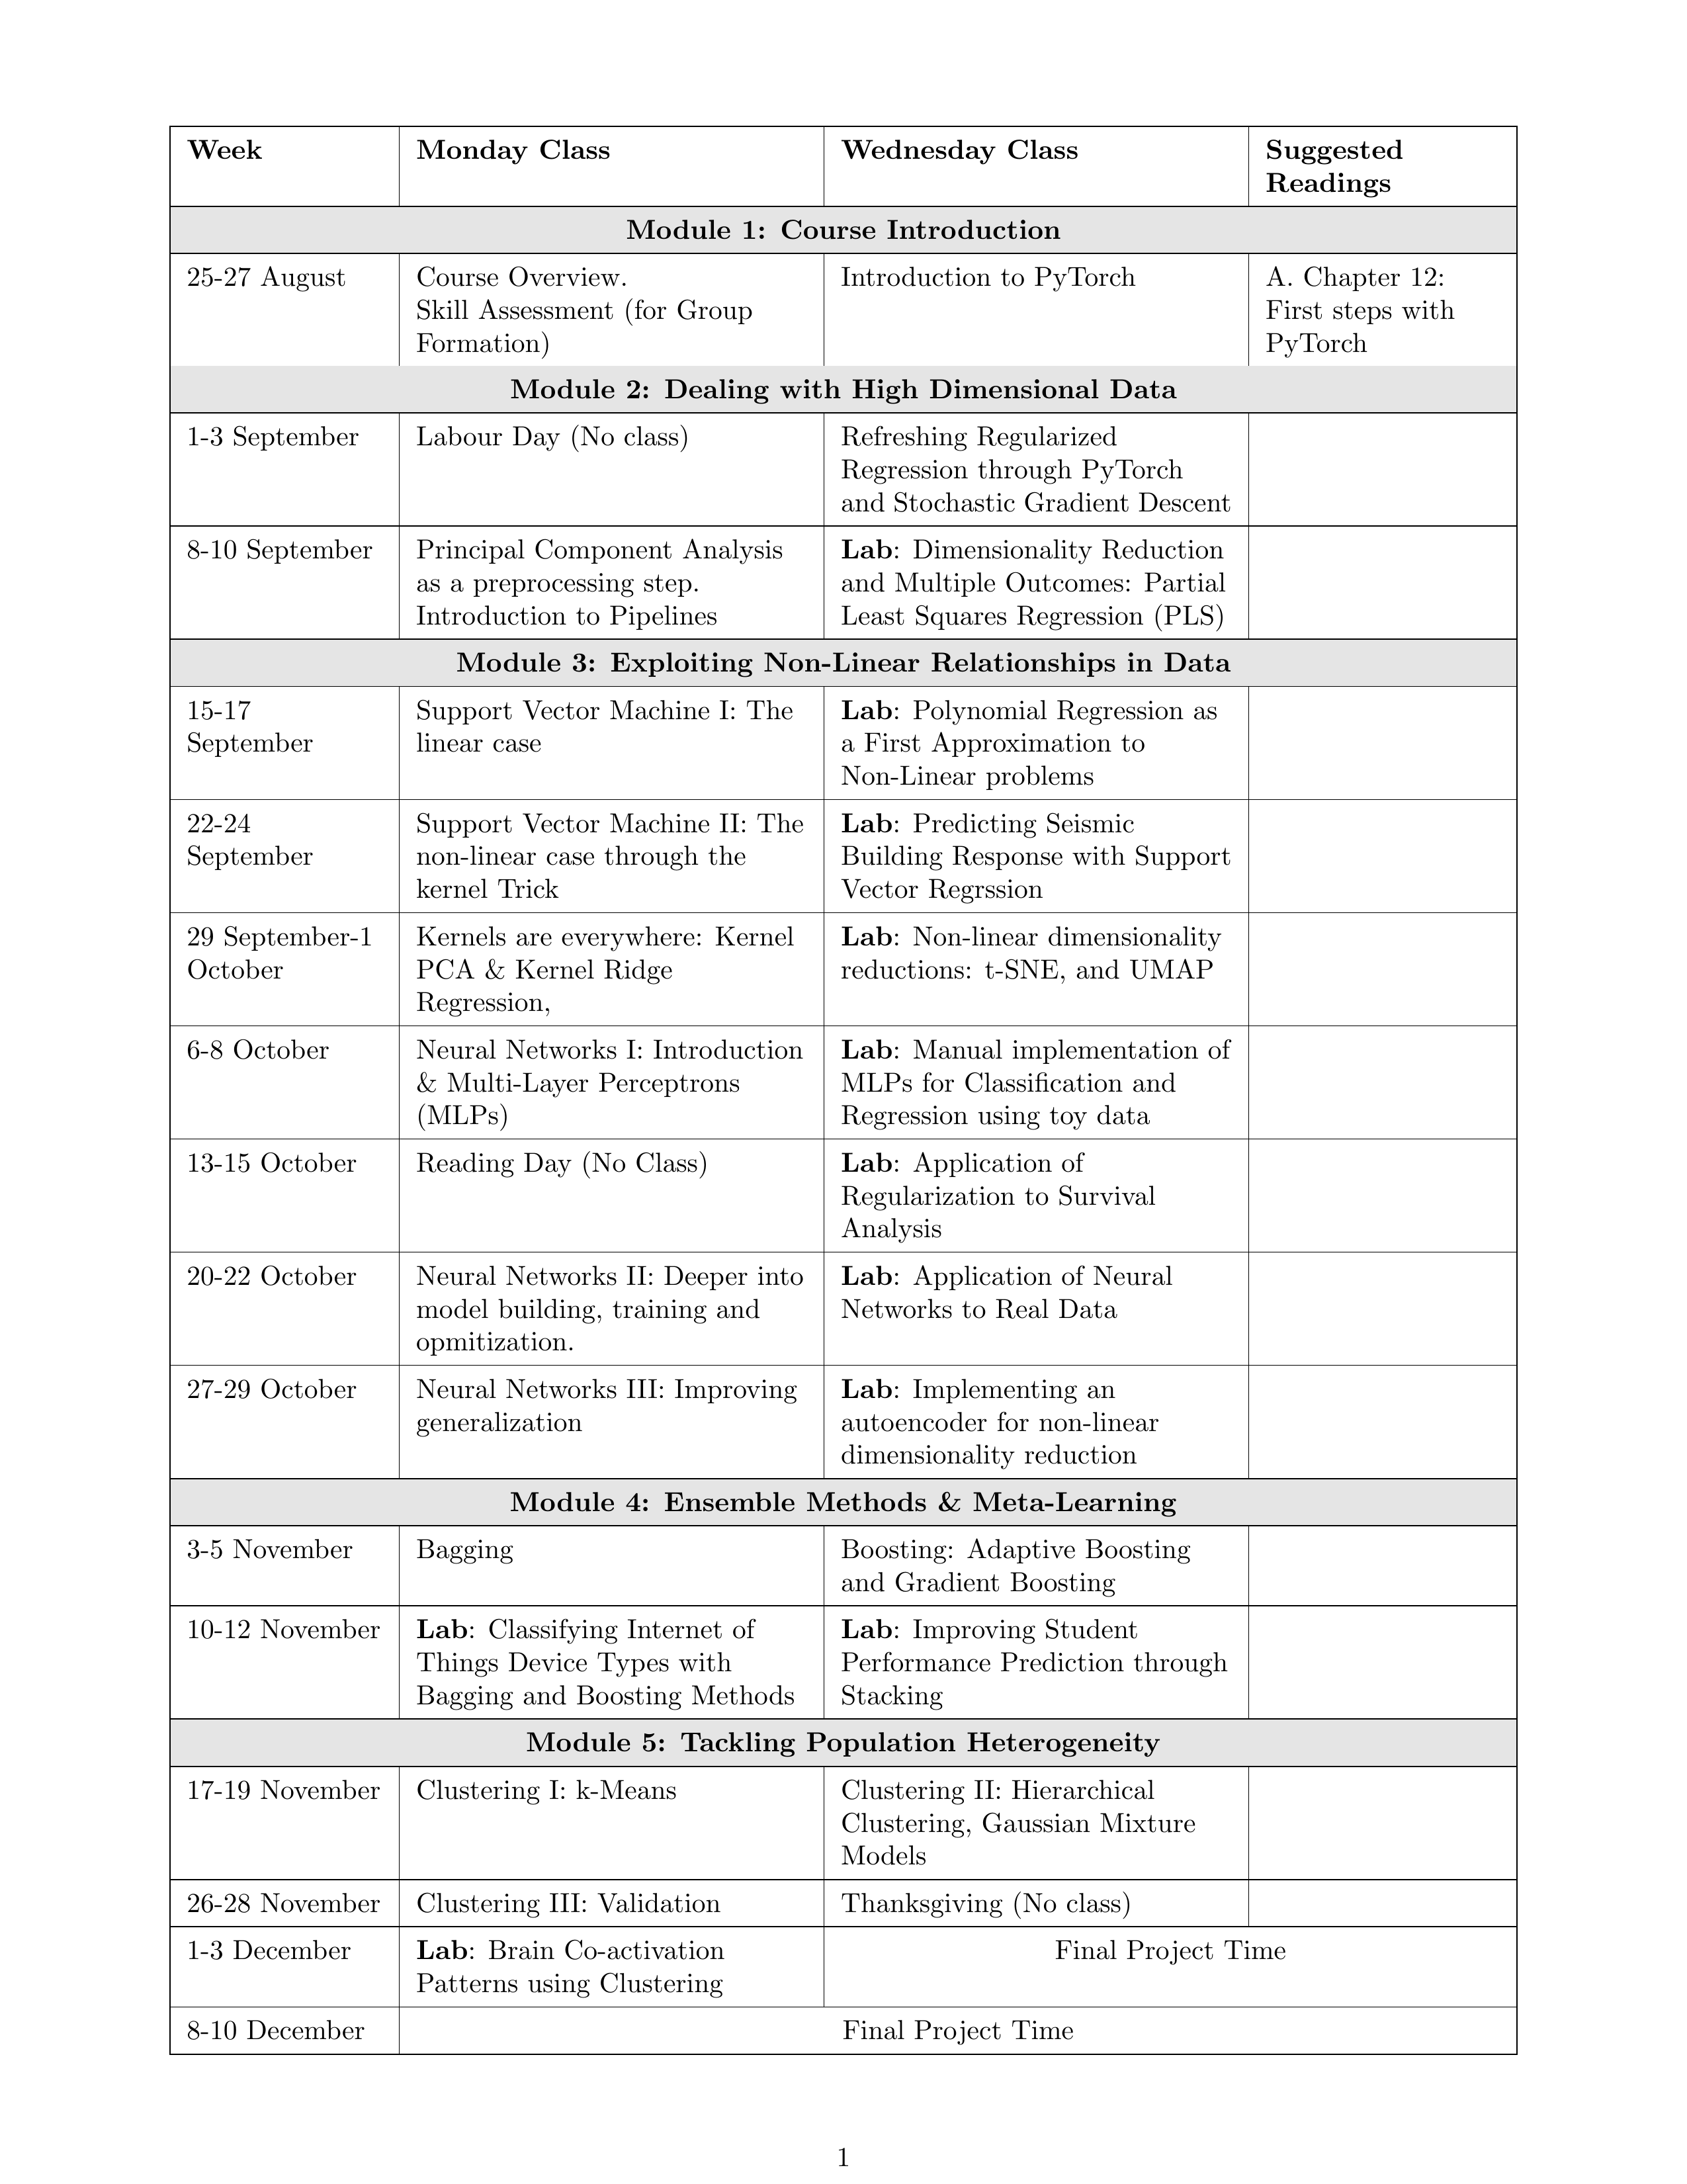 Week
Monday Class
Wednesday Class
Suggested
Readings
Module 1: Course Introduction
25-27 August
Course Overview.
Skill Assessment (for Group
Formation)
Introduction to PyTorch
A. Chapter 12:
First steps with
PyTorch
Module 2: Dealing with High Dimensional Data
1-3 September
Labour Day (No class)
Refreshing Regularized
Regression through PyTorch
and Stochastic Gradient Descent
8-10 September
Principal Component Analysis
as a preprocessing step.
Introduction to Pipelines
Lab: Dimensionality Reduction
and Multiple Outcomes: Partial
Least Squares Regression (PLS)
Module 3: Exploiting Non-Linear Relationships in Data
15-17
September
Support Vector Machine I: The
linear case
Lab: Polynomial Regression as
a First Approximation to
Non-Linear problems
22-24
September
Support Vector Machine II: The
non-linear case through the
kernel Trick
Lab: Predicting Seismic
Building Response with Support
Vector Regrssion
29 September-1
October
Kernels are everywhere: Kernel
PCA & Kernel Ridge
Regression,
Lab: Non-linear dimensionality
reductions: t-SNE, and UMAP
6-8 October
Neural Networks I: Introduction
& Multi-Layer Perceptrons
(MLPs)
Lab: Manual implementation of
MLPs for Classification and
Regression using toy data
13-15 October
Reading Day (No Class)
Lab: Application of
Regularization to Survival
Analysis
20-22 October
Neural Networks II: Deeper into
model building, training and
opmitization.
Lab: Application of Neural
Networks to Real Data
27-29 October
Neural Networks III: Improving
generalization
Lab: Implementing an
autoencoder for non-linear
dimensionality reduction
Module 4: Ensemble Methods & Meta-Learning
3-5 November
Bagging
Boosting: Adaptive Boosting
and Gradient Boosting
10-12 November
Lab: Classifying Internet of
Things Device Types with
Bagging and Boosting Methods
Lab: Improving Student
Performance Prediction through
Stacking
Module 5: Tackling Population Heterogeneity
17-19 November
Clustering I: k-Means
Clustering II: Hierarchical
Clustering, Gaussian Mixture
Models
26-28 November
Clustering III: Validation
Thanksgiving (No class)
1-3 December
Lab: Brain Co-activation
Patterns using Clustering
Final Project Time
8-10 December
Final Project Time
1